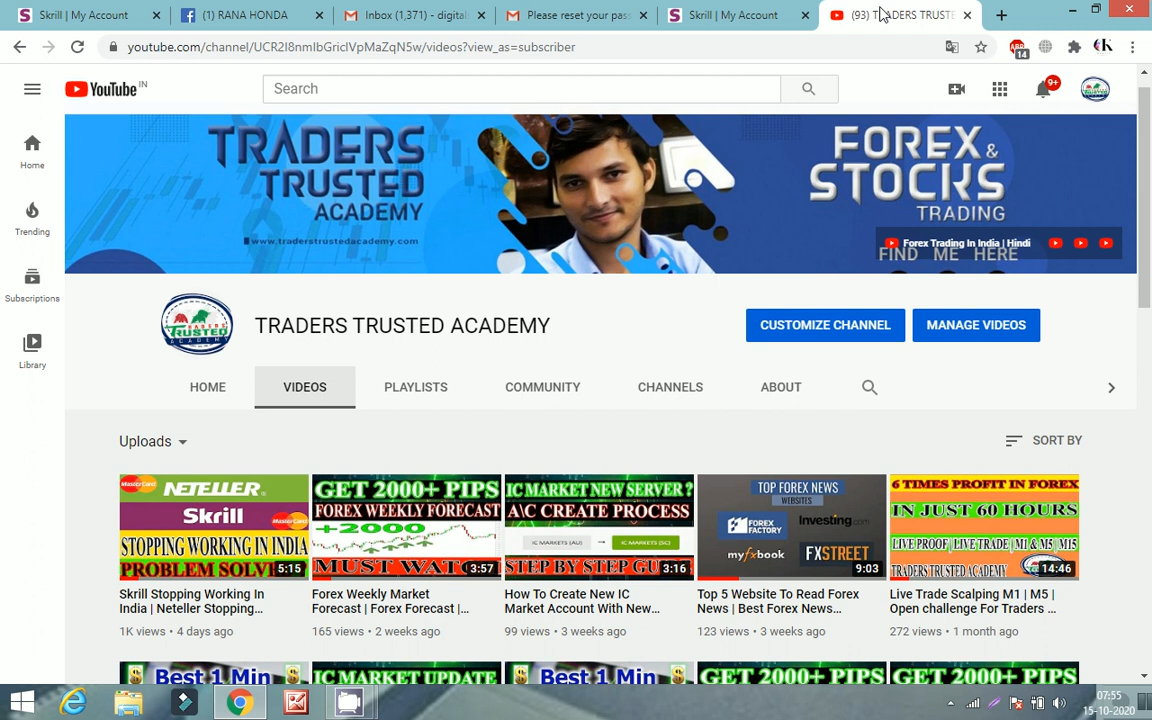 Skrill | My Account
(1) RANA HONDA
Inbox (1,371) - digital
Please reset your pas
Skrill | My Account
(93) TRADERS TRUSTE
youtube.com/channel/UCR2I8nmIbGricIVpMaZqN5w/videos?view_as=subscriber
14
YouTube IN
Search
9+
Home
Trending
Subscriptions
Library
TRADERS
TRUSTED
ACADEMY
www.traderstrustedacademy.com
FOREX &
STOCKS
TRADING
Forex Trading In India | Hindi
FIND ME HERE
TRADERS TRUSTED ACADEMY
CUSTOMIZE CHANNEL
MANAGE VIDEOS
HOME
VIDEOS
PLAYLISTS
COMMUNITY
CHANNELS
ABOUT
Uploads
SORT BY
MasterCard
NETELLER
Skrill
MasterCard
STOPPING WORKING IN INDIA
PROBLEM SOLV
5:15
Skrill Stopping Working In
India | Neteller Stopping...
1K views • 4 days ago
GET 2000+ PIPS
FOREX WEEKLY FORECAST
+2000
MUST WATC
3:57
Forex Weekly Market
Forecast | Forex Forecast |...
165 views • 2 weeks ago
IC MARKET NEW SERVER ?
A\C CREATE PROCESS
IC MARKETS (AU)
IC MARKETS (SC)
STEP BY STEP GU
3:16
How To Create New IC
Market Account With New...
99 views • 3 weeks ago
TOP FOREX NEWS
WEBSITES
FOREX
FACTORY
Investing.com
myfxbook
FXSTREET
9:03
Top 5 Website To Read Forex
News | Best Forex News...
123 views • 3 weeks ago
6 TIMES PROFIT IN FOREX
IN JUST 60 HOURS
LIVE PROOF | LIVE TRADE | M1 & M5 | M15
TRADERS TRUSTED ACADEMY
14:46
Live Trade Scalping M1 | M5 |
Open challenge For Traders ...
272 views • 1 month ago
Best 1 Min
IC MARKET UPDATE
Best 1 Min
GET 2000+ PIPS
GET 2000+ PIPS
07:55
15-10-2020